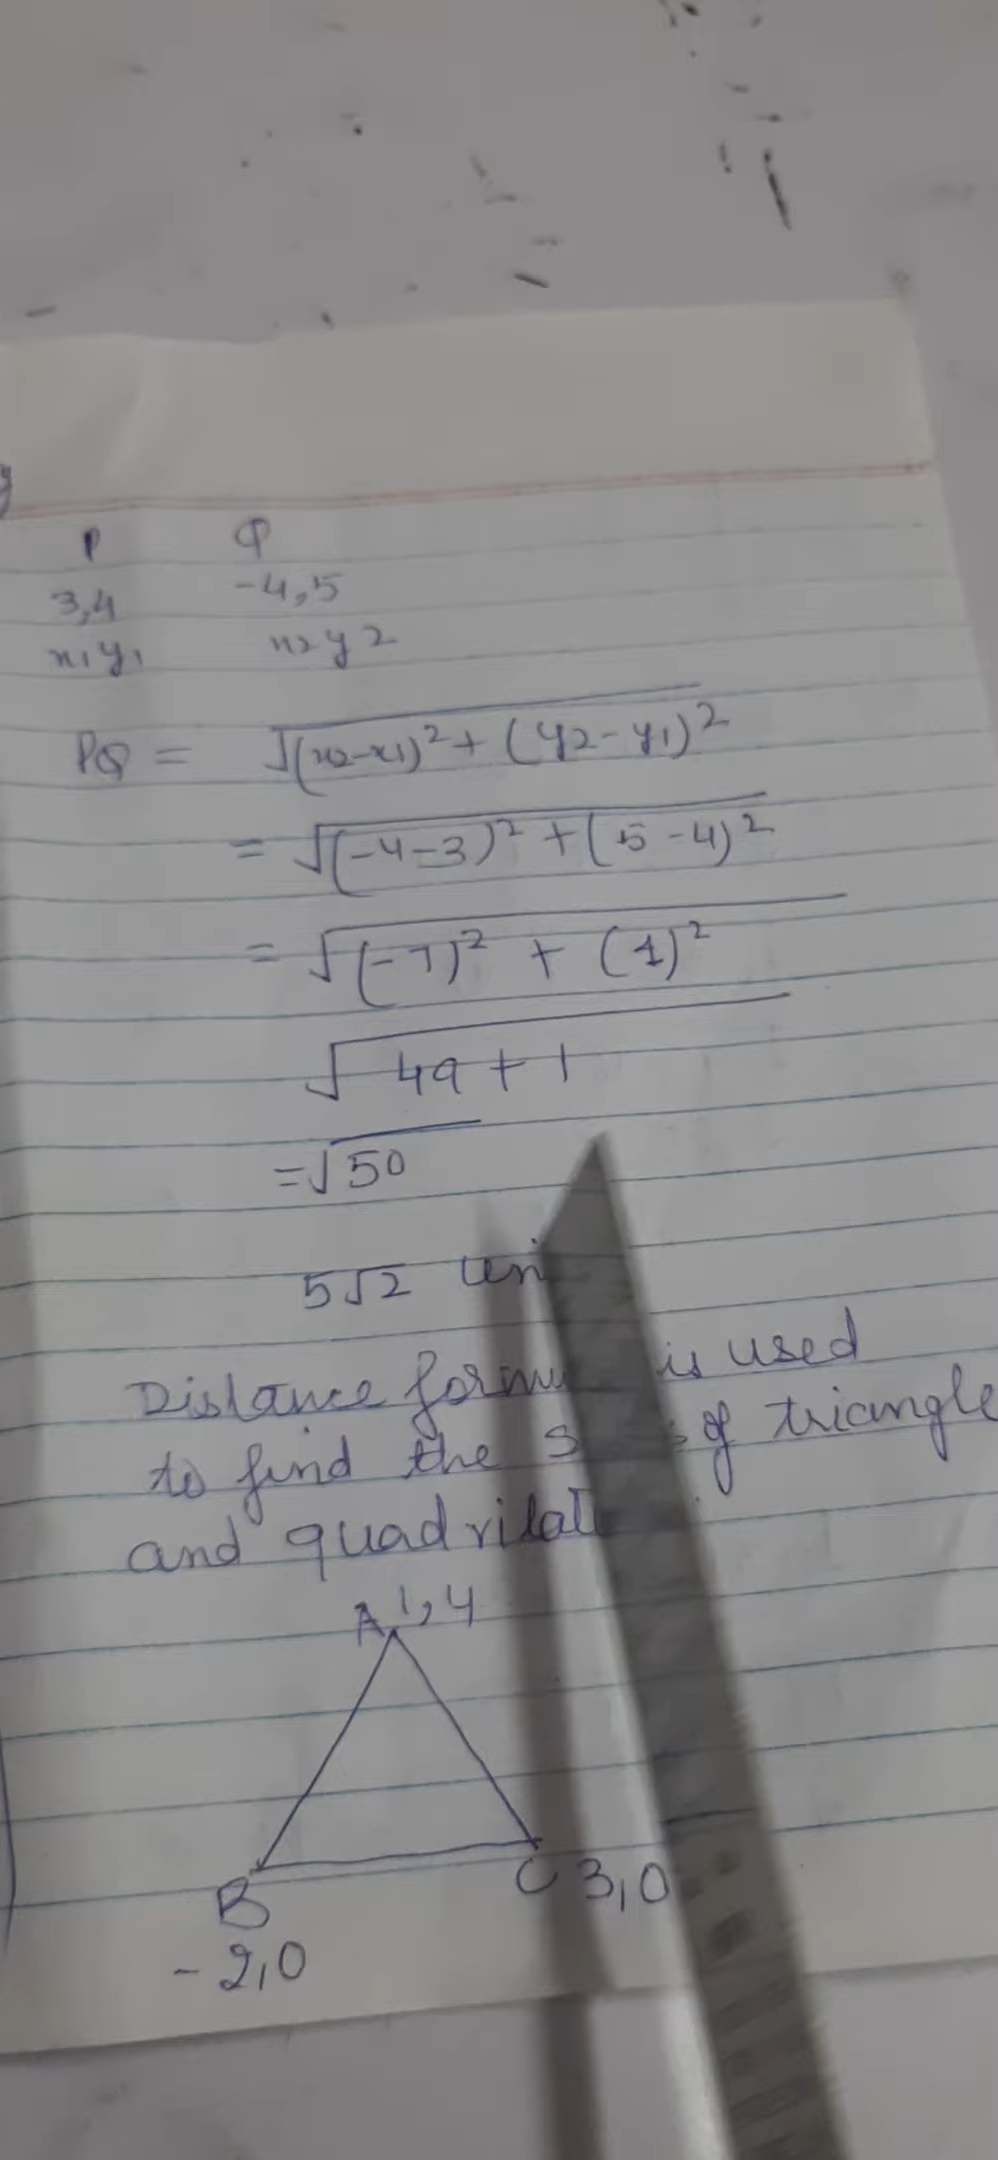 P Q
3,4 -4,5
x1y1 x2y2
PQ = √(x2-x1)²+(y2-y1)²
= √(-4-3)²+(5-4)²
= √(-7)² + (1)²
√49+1
=√50
5√2
Distance is used
to find the of triangle
and
A 1,4
B C 3,0
-2,0